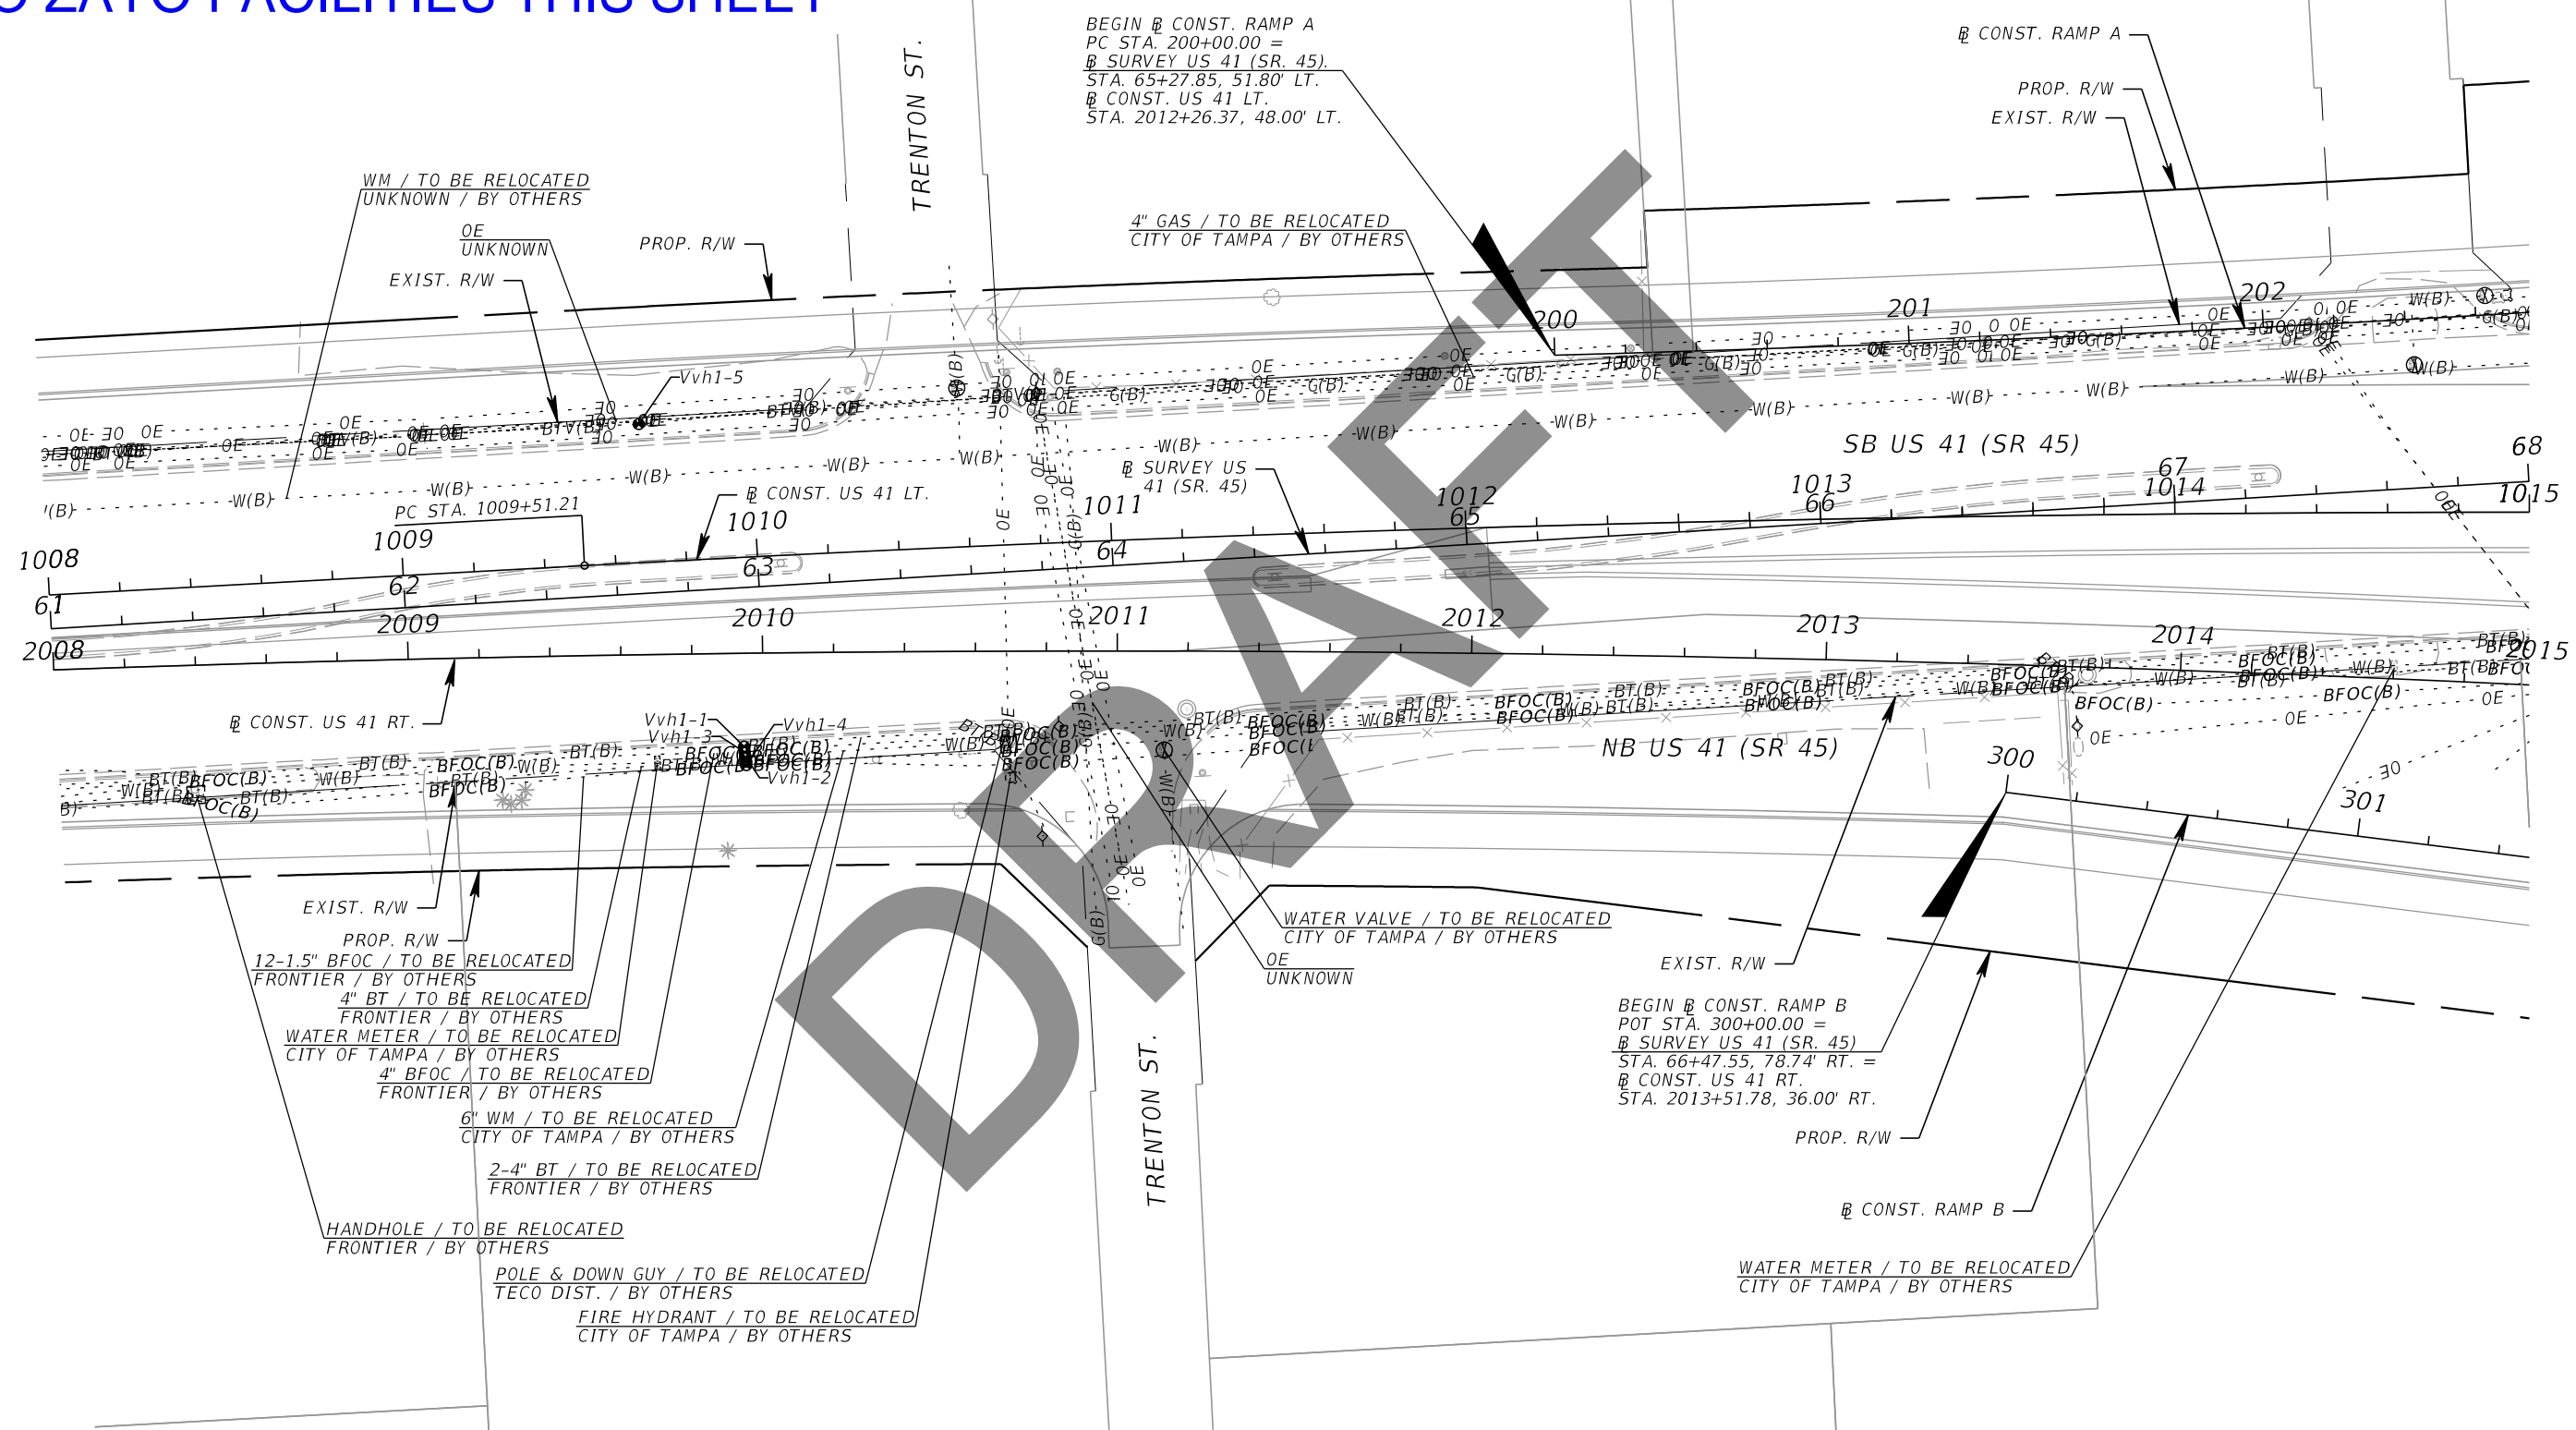 ZAYO FACILITIES THIS SHEET
TRENTON ST.
BEGIN ℄ CONST. RAMP A
PC STA. 200+00.00 =
℄ SURVEY US 41 (SR. 45).
STA. 65+27.85, 51.80' LT.
℄ CONST. US 41 LT.
STA. 2012+26.37, 48.00' LT.
℄ CONST. RAMP A
PROP. R/W
EXIST. R/W
WM / TO BE RELOCATED
UNKNOWN / BY OTHERS
OE
UNKNOWN
PROP. R/W
EXIST. R/W
4" GAS / TO BE RELOCATED
CITY OF TAMPA / BY OTHERS
200
201
202
Vvh1-5
SB US 41 (SR 45)
℄ SURVEY US
41 (SR. 45)
℄ CONST. US 41 LT.
PC STA. 1009+51.21
1008
1009
1010
1011
1012
1013
1014
1015
61
62
63
64
65
66
67
68
2008
2009
2010
2011
2012
2013
2014
2015
℄ CONST. US 41 RT.
Vvh1-1
Vvh1-3
Vvh1-4
Vvh1-2
NB US 41 (SR 45)
300
301
EXIST. R/W
PROP. R/W
12-1.5" BFOC / TO BE RELOCATED
FRONTIER / BY OTHERS
4" BT / TO BE RELOCATED
FRONTIER / BY OTHERS
WATER METER / TO BE RELOCATED
CITY OF TAMPA / BY OTHERS
4" BFOC / TO BE RELOCATED
FRONTIER / BY OTHERS
6" WM / TO BE RELOCATED
CITY OF TAMPA / BY OTHERS
2-4" BT / TO BE RELOCATED
FRONTIER / BY OTHERS
HANDHOLE / TO BE RELOCATED
FRONTIER / BY OTHERS
POLE & DOWN GUY / TO BE RELOCATED
TECO DIST. / BY OTHERS
FIRE HYDRANT / TO BE RELOCATED
CITY OF TAMPA / BY OTHERS
WATER VALVE / TO BE RELOCATED
CITY OF TAMPA / BY OTHERS
OE
UNKNOWN
TRENTON ST.
EXIST. R/W
BEGIN ℄ CONST. RAMP B
POT STA. 300+00.00 =
℄ SURVEY US 41 (SR. 45)
STA. 66+47.55, 78.74' RT. =
℄ CONST. US 41 RT.
STA. 2013+51.78, 36.00' RT.
PROP. R/W
℄ CONST. RAMP B
WATER METER / TO BE RELOCATED
CITY OF TAMPA / BY OTHERS
DRAFT